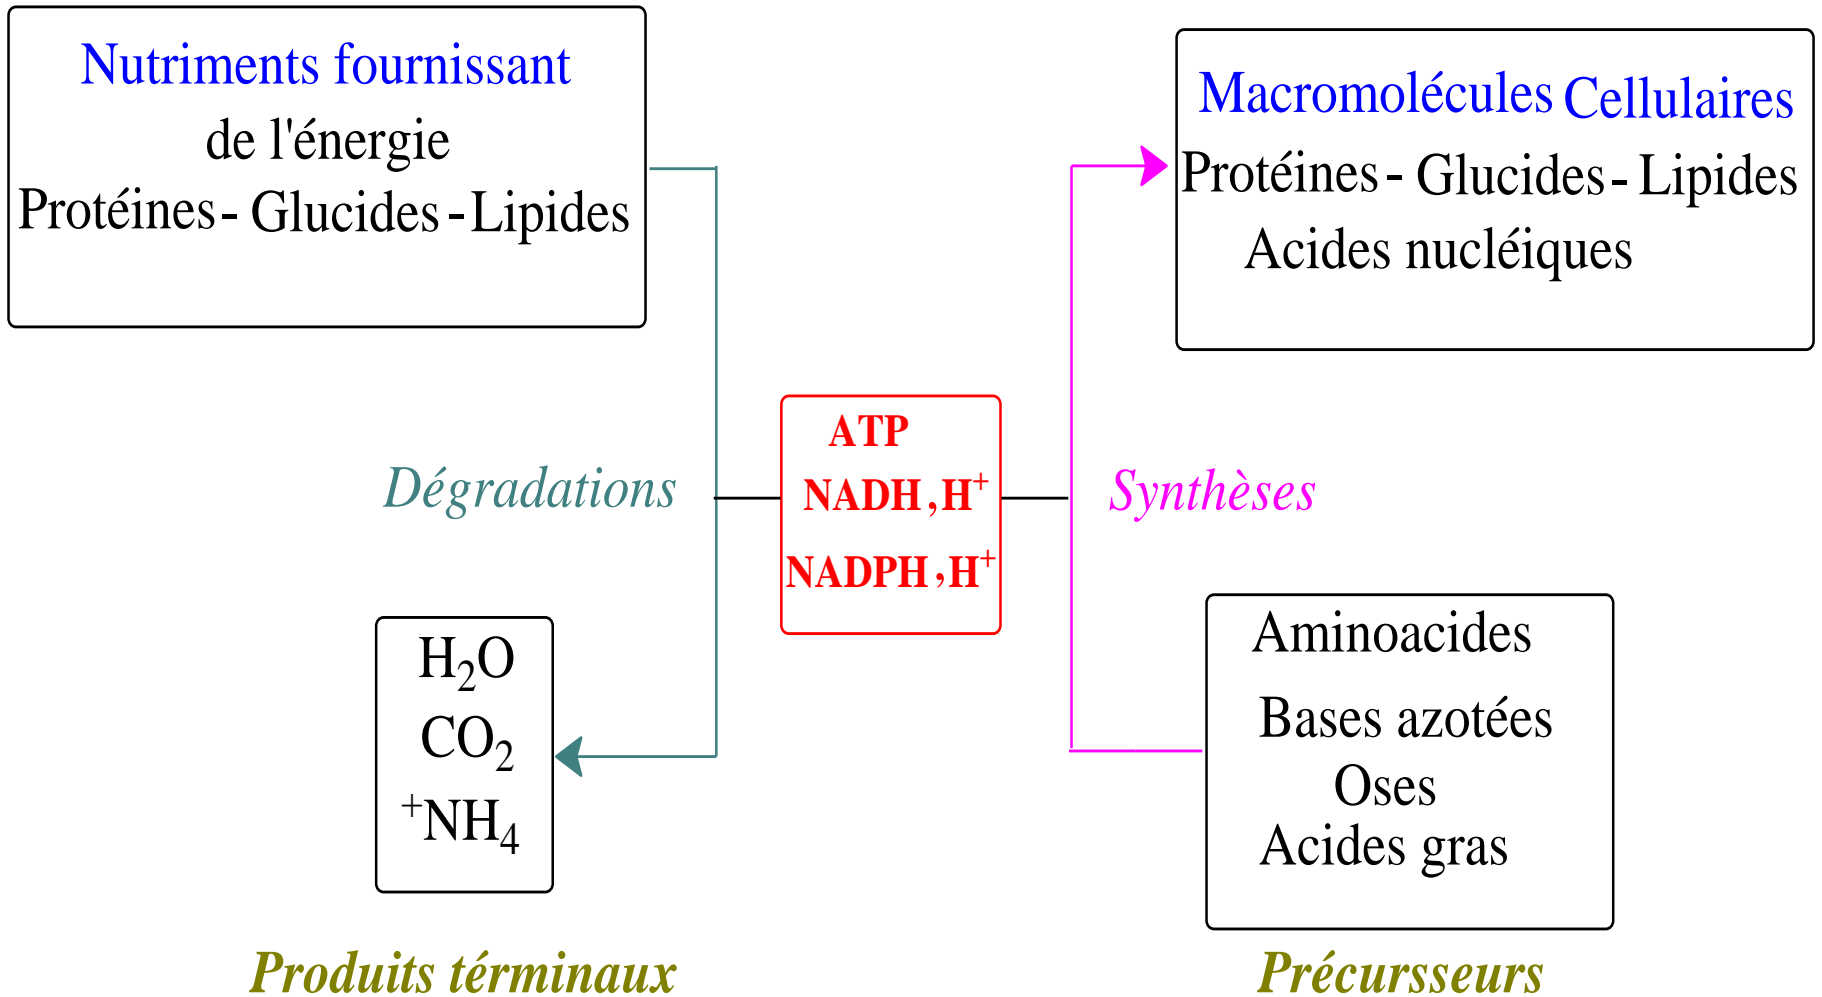 Nutriments fournissant
de l'énergie
Protéines - Glucides - Lipides
Macromolécules Cellulaires
Protéines - Glucides - Lipides
Acides nucléiques
Dégradations
ATP
NADH, H⁺
NADPH, H⁺
Synthèses
H₂O
CO₂
⁺NH₄
Produits términaux
Aminoacides
Bases azotées
Oses
Acides gras
Précursseurs